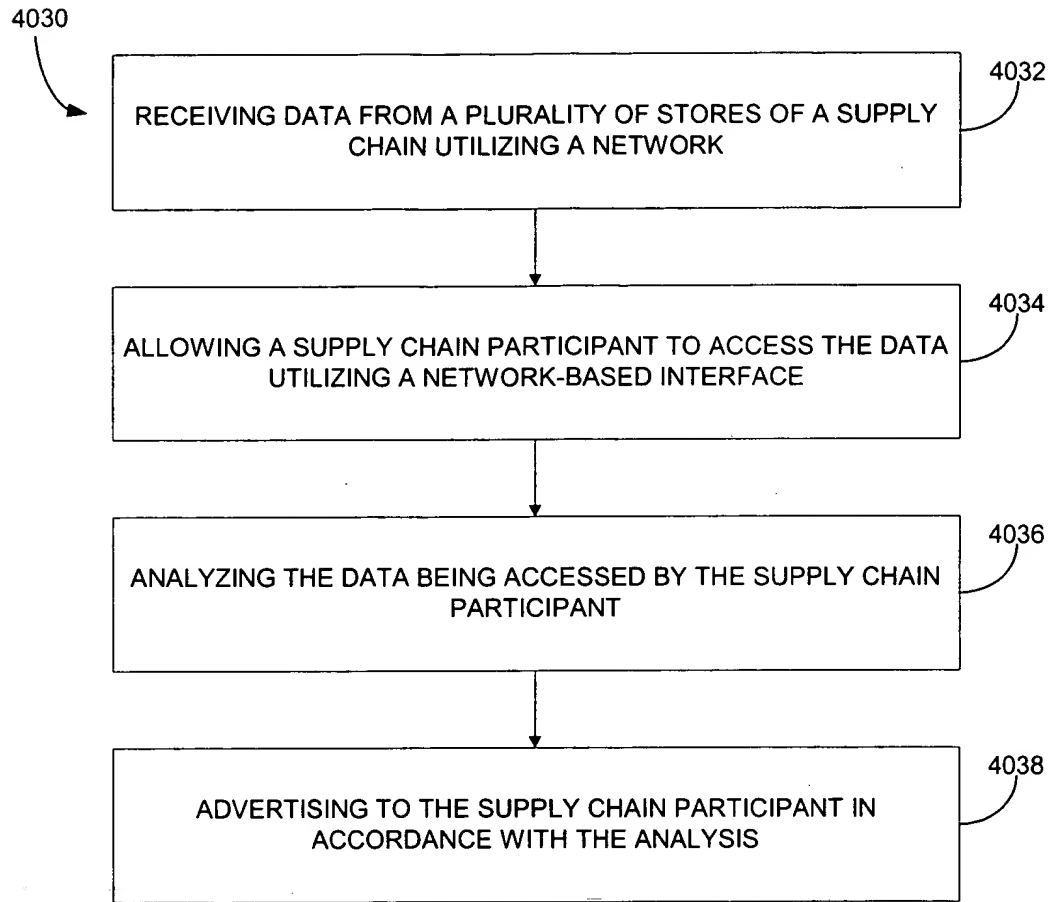 4030
4032
RECEIVING DATA FROM A PLURALITY OF STORES OF A SUPPLY
CHAIN UTILIZING A NETWORK
4034
ALLOWING A SUPPLY CHAIN PARTICIPANT TO ACCESS THE DATA
UTILIZING A NETWORK-BASED INTERFACE
4036
ANALYZING THE DATA BEING ACCESSED BY THE SUPPLY CHAIN
PARTICIPANT
4038
ADVERTISING TO THE SUPPLY CHAIN PARTICIPANT IN
ACCORDANCE WITH THE ANALYSIS